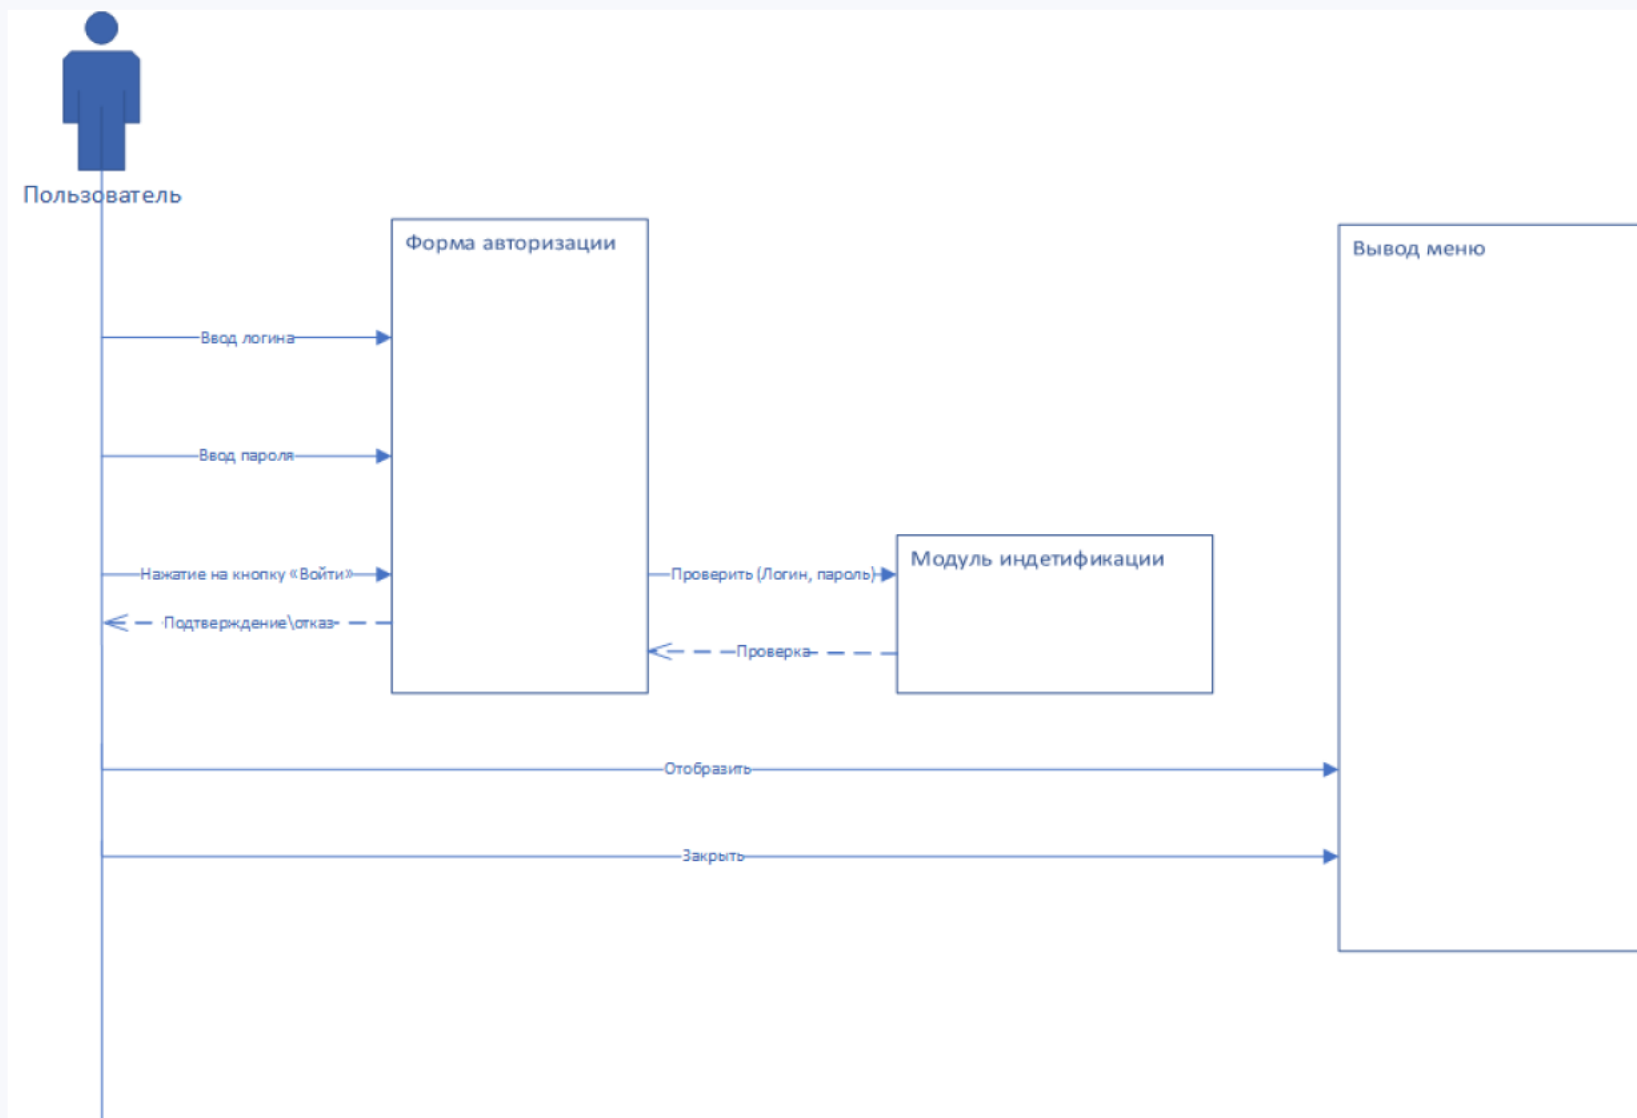 Пользователь
Форма авторизации
Вывод меню
Ввод логина
Ввод пароля
Модуль индетификации
Нажатие на кнопку «Войти»
Проверить (Логин, пароль)
Подтверждение\отказ
Проверка
Отобразить
Закрыть